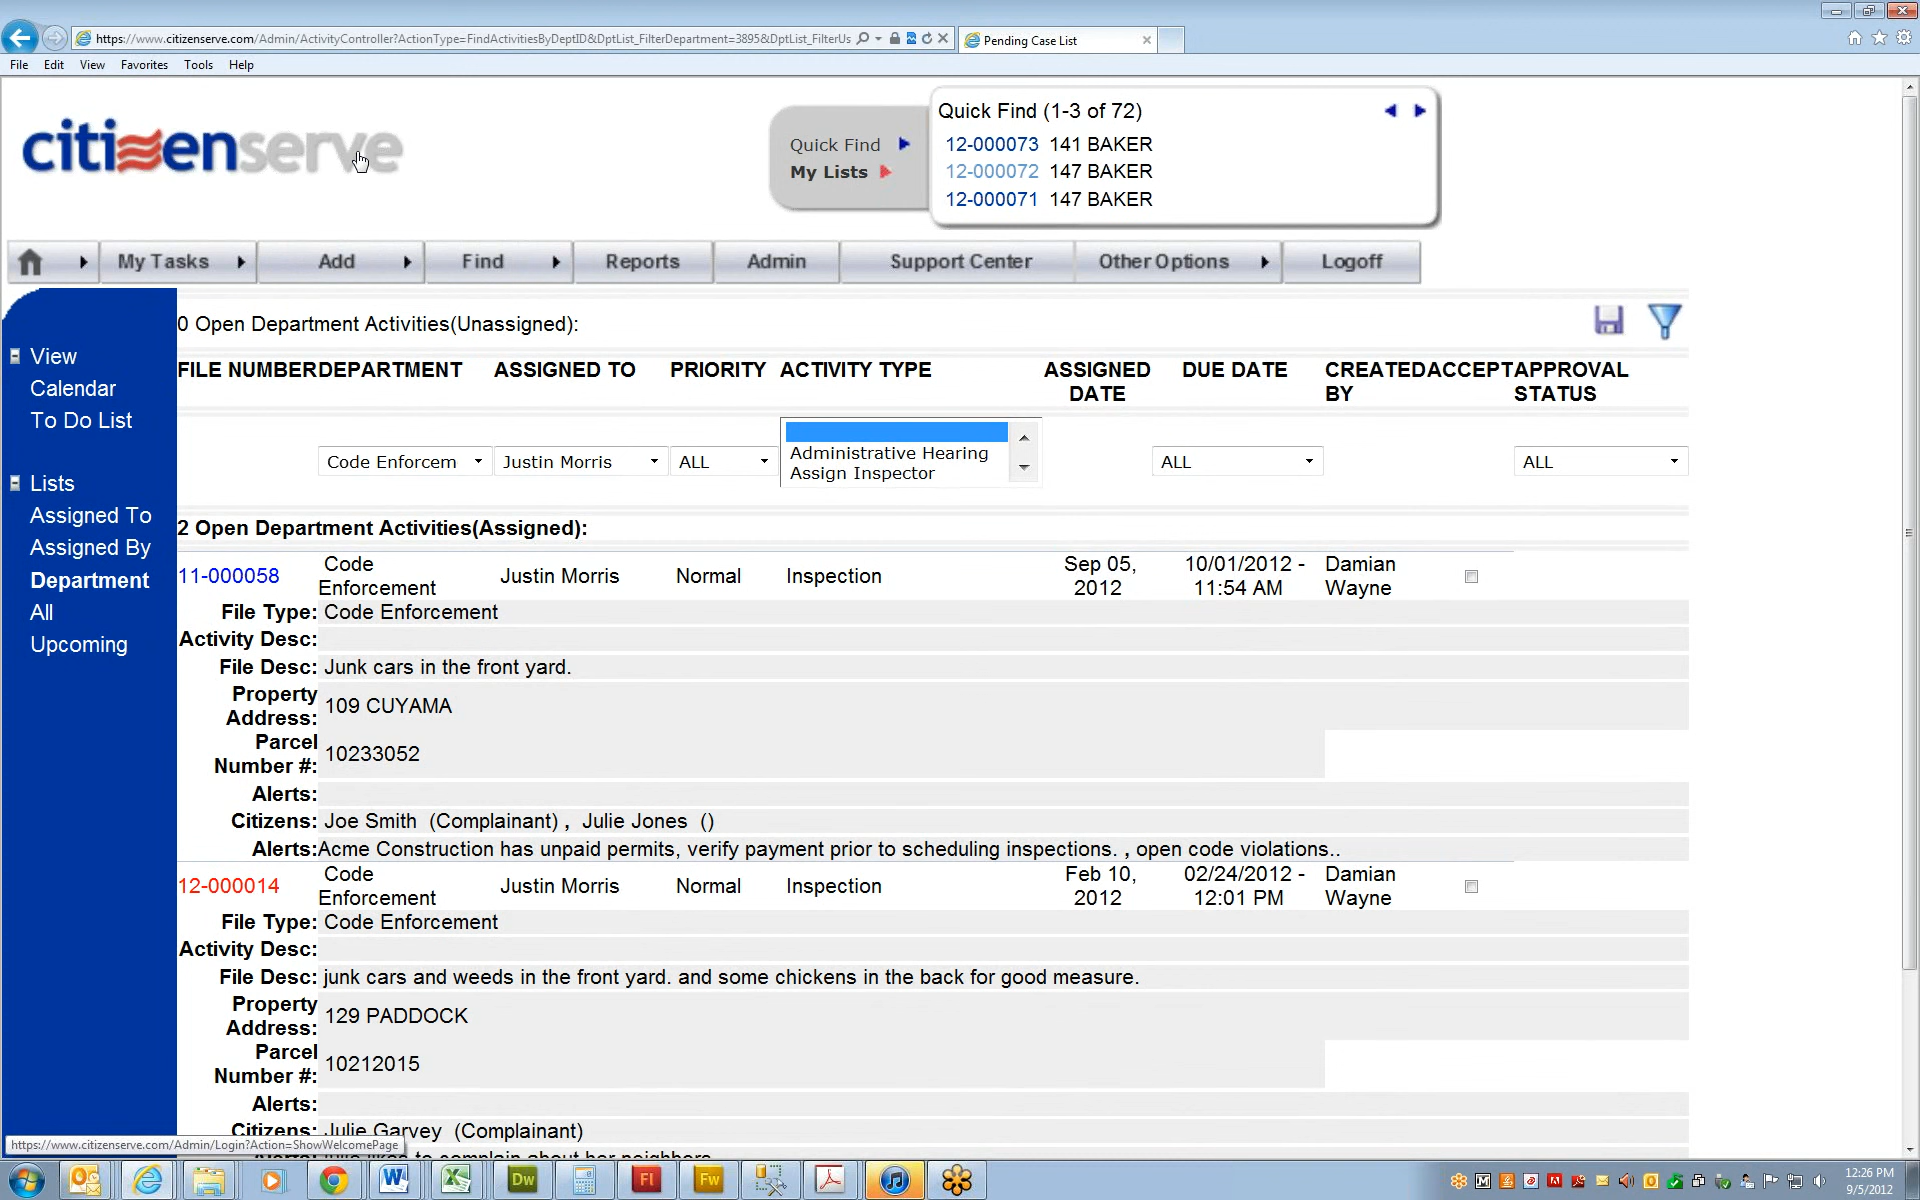 https://www.citizenserve.com/Admin/ActivityController?ActionType=FindActivitiesByDeptID&DptList_FilterDepartment=3895&DptList_FilterUs
Pending Case List
File Edit View Favorites Tools Help
citizenserve
Quick Find
My Lists
Quick Find (1-3 of 72)
12-000073 141 BAKER
12-000072 147 BAKER
12-000071 147 BAKER
My Tasks Add Find Reports Admin Support Center Other Options Logoff
View
Calendar
To Do List
Lists
Assigned To
Assigned By
Department
All
Upcoming
0 Open Department Activities(Unassigned):
FILE NUMBER DEPARTMENT ASSIGNED TO PRIORITY ACTIVITY TYPE ASSIGNED DATE DUE DATE CREATED BY ACCEPT APPROVAL STATUS
Code Enforcem Justin Morris ALL Administrative Hearing ALL ALL
Assign Inspector
2 Open Department Activities(Assigned):
11-000058 Code Enforcement Justin Morris Normal Inspection Sep 05, 2012 10/01/2012 - 11:54 AM Damian Wayne
File Type: Code Enforcement
Activity Desc:
File Desc: Junk cars in the front yard.
Property Address: 109 CUYAMA
Parcel Number #: 10233052
Alerts:
Citizens: Joe Smith (Complainant) , Julie Jones ()
Alerts: Acme Construction has unpaid permits, verify payment prior to scheduling inspections. , open code violations..
12-000014 Code Enforcement Justin Morris Normal Inspection Feb 10, 2012 02/24/2012 - 12:01 PM Damian Wayne
File Type: Code Enforcement
Activity Desc:
File Desc: junk cars and weeds in the front yard. and some chickens in the back for good measure.
Property Address: 129 PADDOCK
Parcel Number #: 10212015
Alerts:
Citizens: Julie Garvey (Complainant)
https://www.citizenserve.com/Admin/Login?Action=ShowWelcomePage
likes to complain about her neighbors
Dw Fl Fw
12:26 PM
9/5/2012